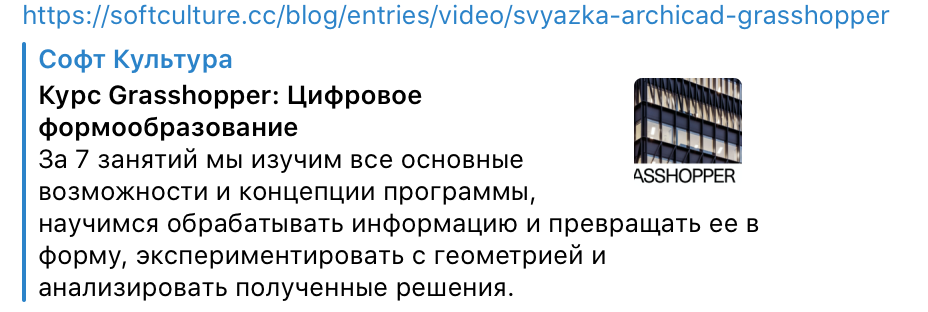 https://softculture.cc/blog/entries/video/svyazka-archicad-grasshopper
Софт Культура
Курс Grasshopper: Цифровое
формообразование
За 7 занятий мы изучим все основные
возможности и концепции программы,
научимся обрабатывать информацию и превращать ее в
форму, экспериментировать с геометрией и
анализировать полученные решения.
ASSHOPPER